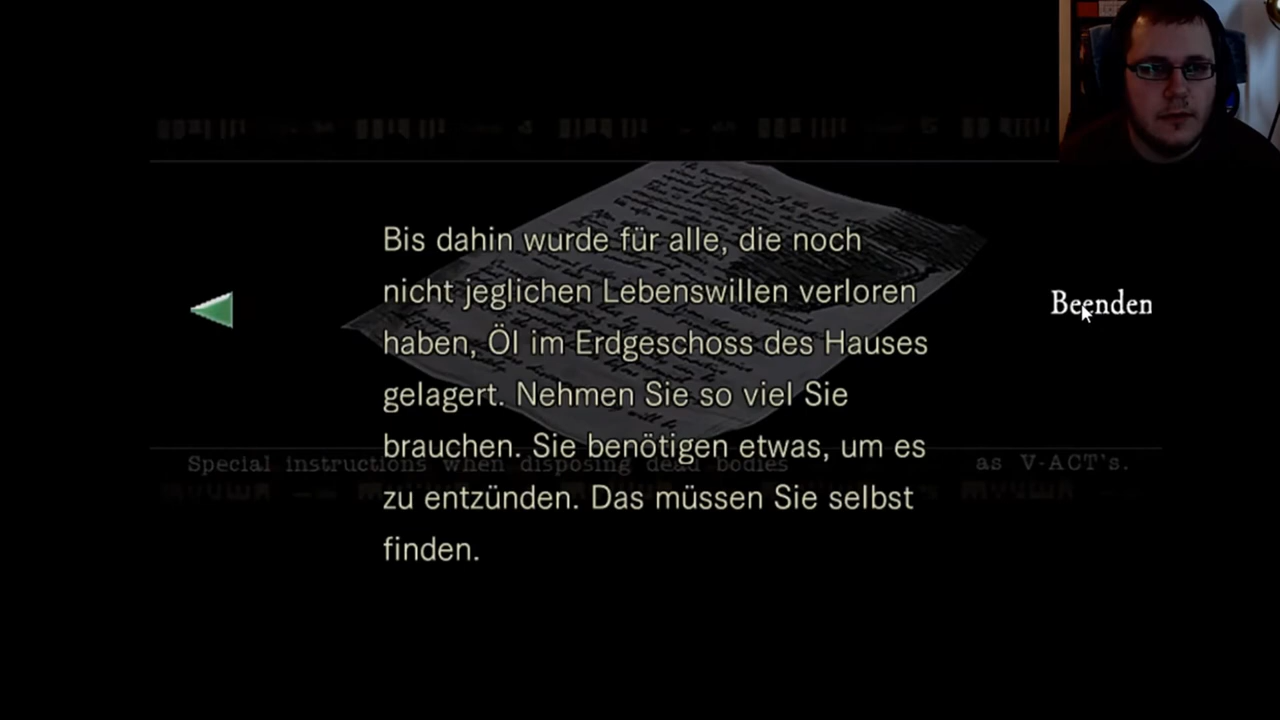 Bis dahin wurde für alle, die noch
nicht jeglichen Lebenswillen verloren
Beenden
haben, Öl im Erdgeschoss des Hauses
gelagert. Nehmen Sie so viel Sie
brauchen. Sie benötigen etwas, um es
Special instructions when disposing dead bodies as V-ACT's.
zu entzünden. Das müssen Sie selbst
finden.